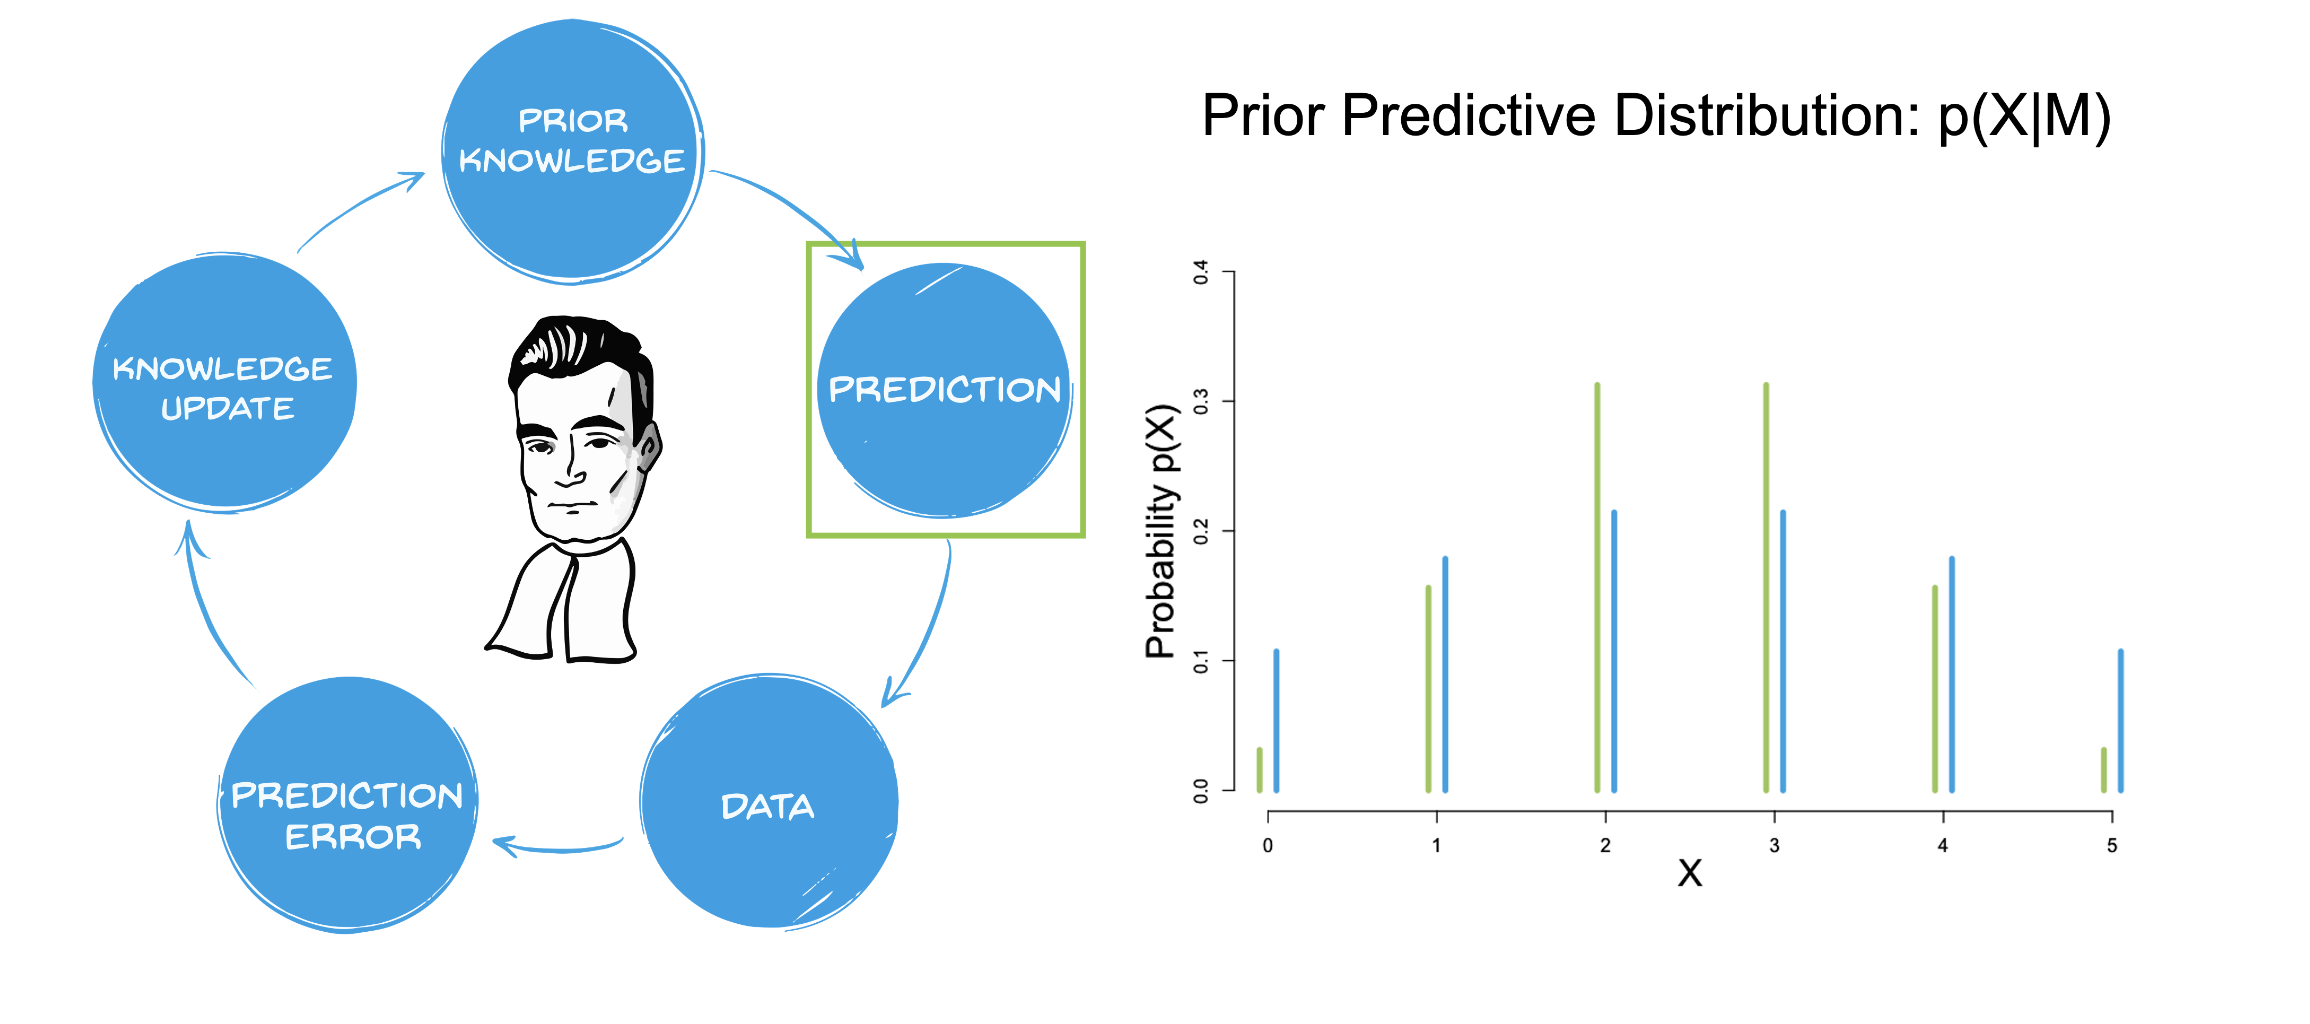 PRIOR
KNOWLEDGE
PREDICTION
DATA
PREDICTION
ERROR
KNOWLEDGE
UPDATE
Prior Predictive Distribution: p(X|M)
Probability p(X)
0.4
0.3
0.2
0.1
0.0
0 1 2 3 4 5
X